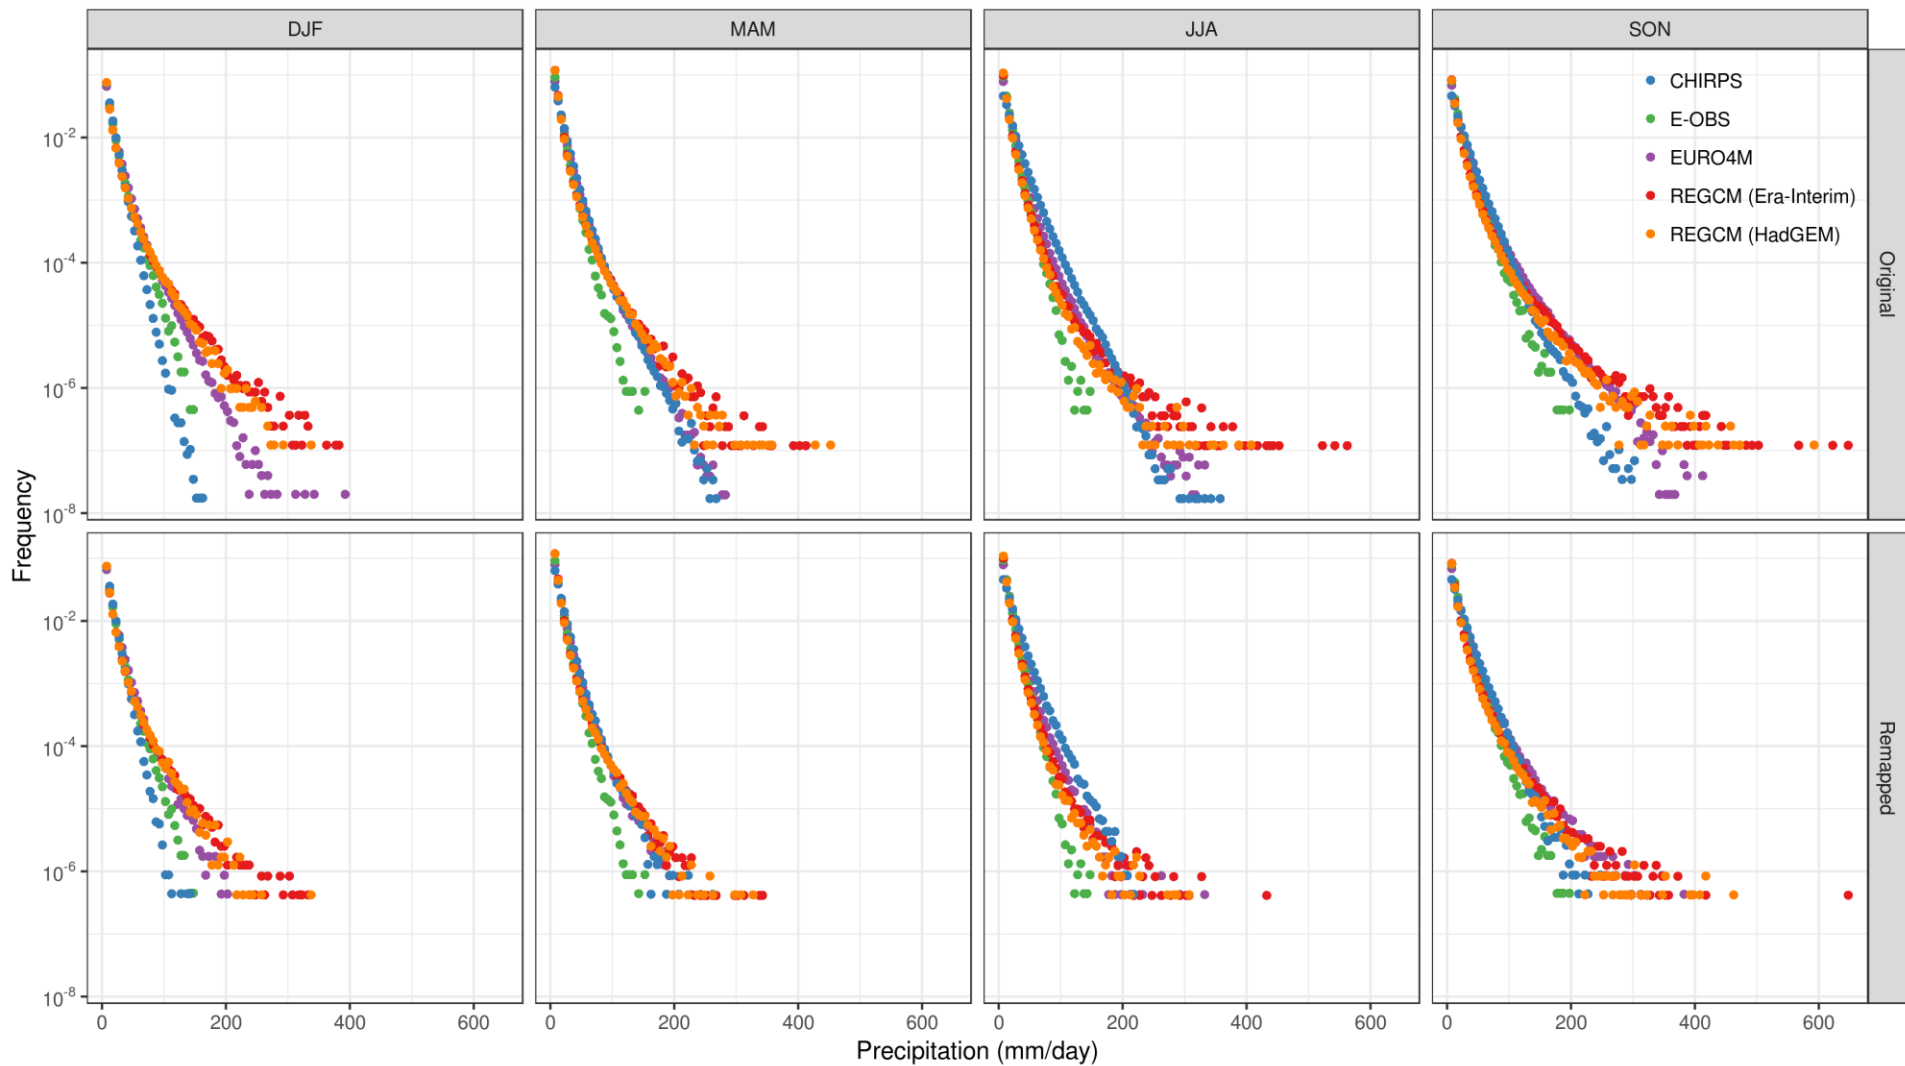 DJF
MAM
JJA
SON
CHIRPS
E-OBS
EURO4M
REGCM (Era-Interim)
REGCM (HadGEM)
10-2
10-4
10-6
10-8
Original
Frequency
10-2
10-4
10-6
10-8
Remapped
0 200 400 600
0 200 400 600
0 200 400 600
0 200 400 600
Precipitation (mm/day)